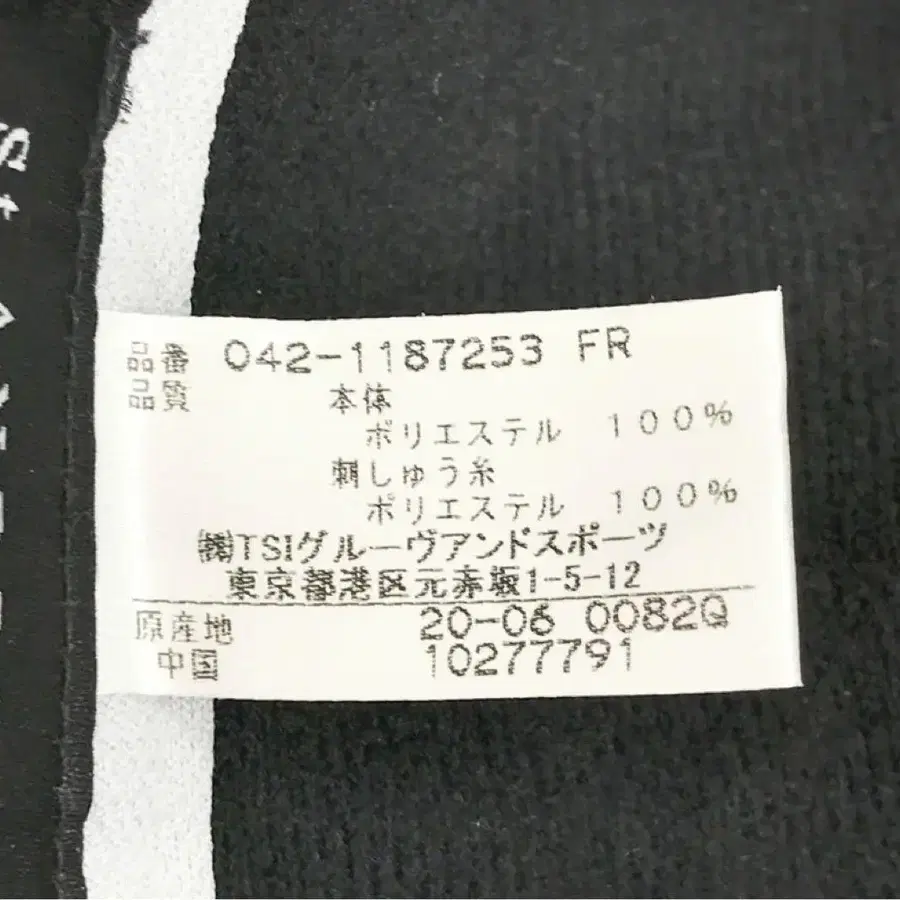 品番 042-1187253 FR
品質 本体
ポリエステル 100%
刺しゅう糸
ポリエステル 100%
㈱TSIグルーヴアンドスポーツ
東京都港区元赤坂1-5-12
原産地 20-06 0082Q
中国 10277791
St